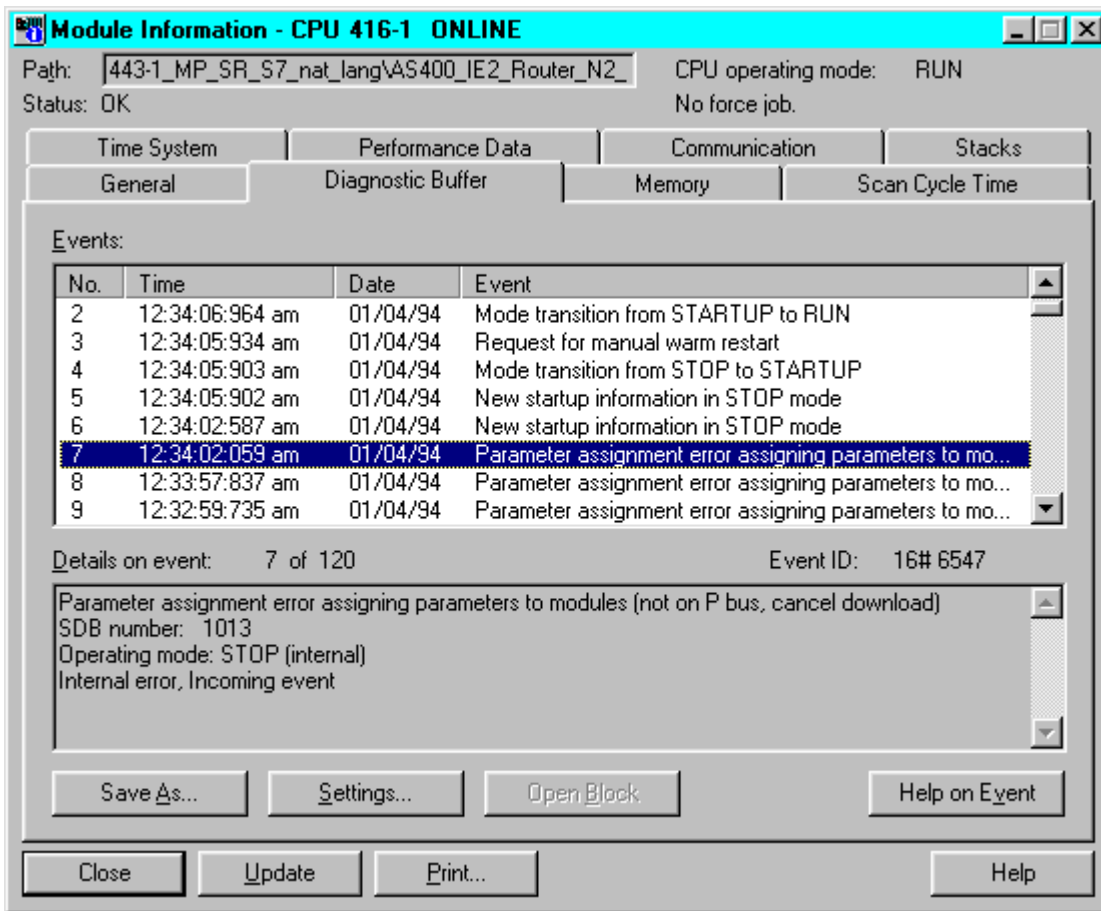 Module Information - CPU 416-1 ONLINE
Path: 443-1_MP_SR_S7_nat_lang\AS400_IE2_Router_N2_ CPU operating mode: RUN
Status: OK No force job.
Time System Performance Data Communication Stacks
General Diagnostic Buffer Memory Scan Cycle Time
Events:
No. Time Date Event
2 12:34:06:964 am 01/04/94 Mode transition from STARTUP to RUN
3 12:34:05:934 am 01/04/94 Request for manual warm restart
4 12:34:05:903 am 01/04/94 Mode transition from STOP to STARTUP
5 12:34:05:902 am 01/04/94 New startup information in STOP mode
6 12:34:02:587 am 01/04/94 New startup information in STOP mode
7 12:34:02:059 am 01/04/94 Parameter assignment error assigning parameters to mo...
8 12:33:57:837 am 01/04/94 Parameter assignment error assigning parameters to mo...
9 12:32:59:735 am 01/04/94 Parameter assignment error assigning parameters to mo...
Details on event: 7 of 120 Event ID: 16# 6547
Parameter assignment error assigning parameters to modules (not on P bus, cancel download)
SDB number: 1013
Operating mode: STOP (internal)
Internal error, Incoming event
Save As... Settings... Open Block Help on Event
Close Update Print... Help